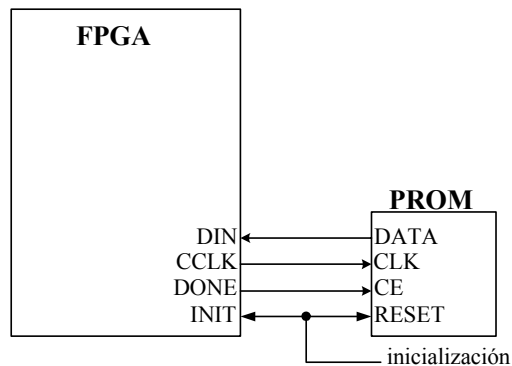 FPGA
PROM
DIN DATA
CCLK CLK
DONE CE
INIT RESET
inicialización